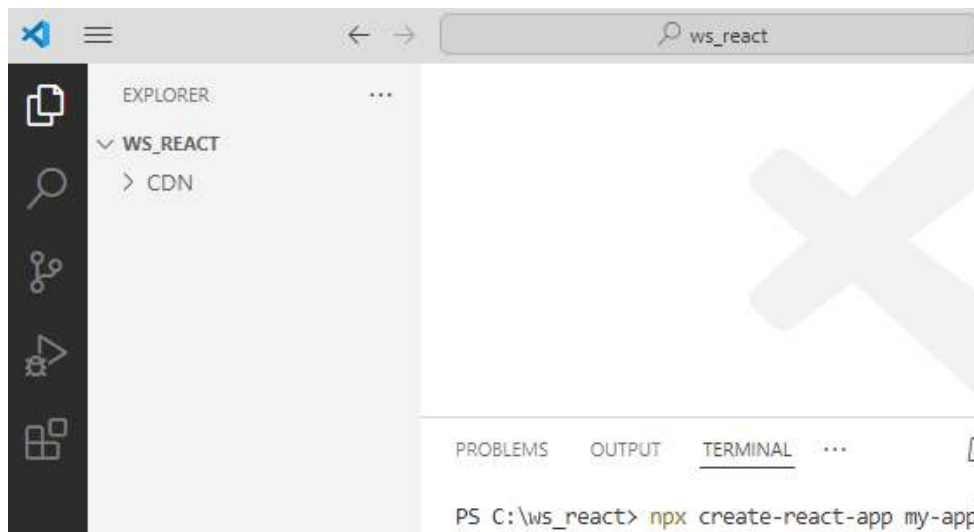 ws_react
EXPLORER
WS_REACT
CDN
PROBLEMS OUTPUT TERMINAL
PS C:\ws_react> npx create-react-app my-app